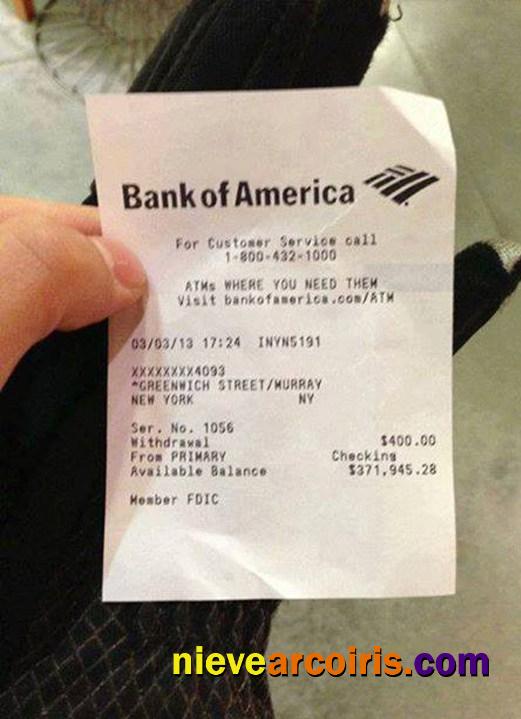 Bank of America
For Customer Service call
1-800-432-1000
ATMs WHERE YOU NEED THEM
Visit bankofamerica.com/ATM
03/03/13 17:24 INYN5191
XXXXXXXX4093
*GREENWICH STREET/MURRAY
NEW YORK NY
Ser. No. 1056
Withdrawal $400.00
From PRIMARY Checking
Available Balance $371,945.28
Member FDIC
nievearcoiris.com